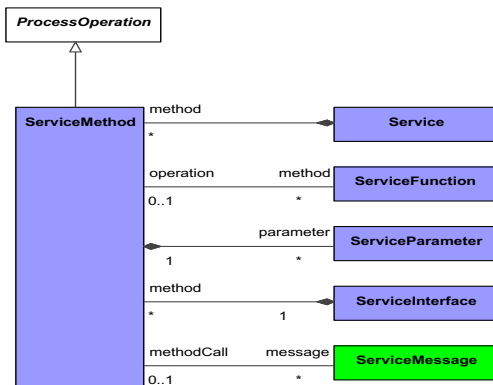 ProcessOperation
method
ServiceMethod
Service
*
operation
method
ServiceFunction
0..1
*
parameter
ServiceParameter
1
*
method
ServiceInterface
*
1
methodCall
message
ServiceMessage
0..1
*